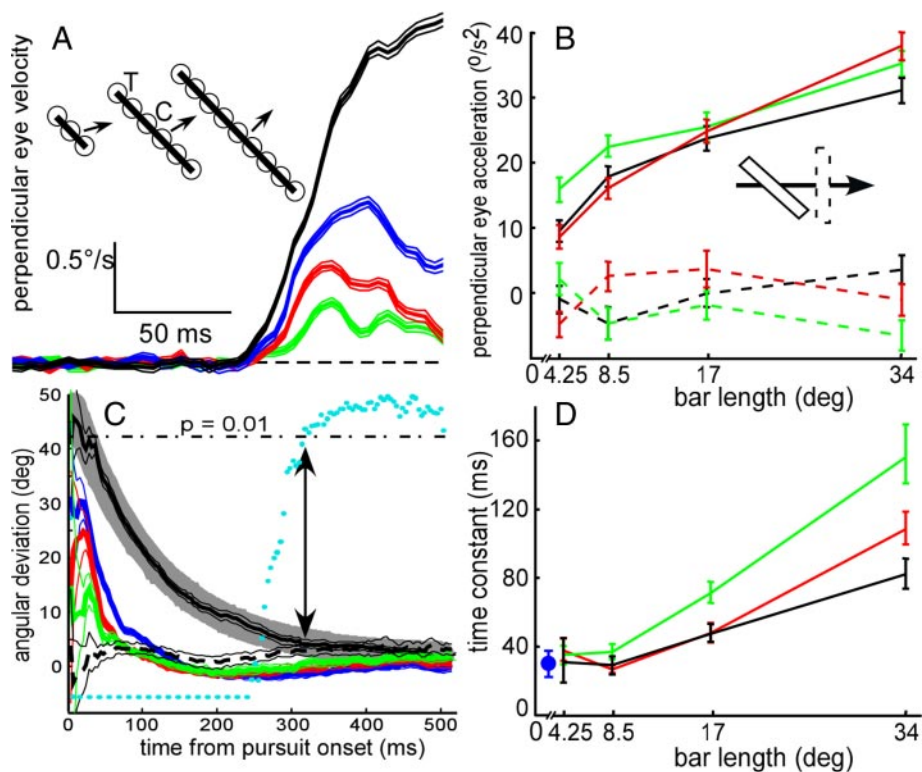 A
perpendicular eye velocity
T
C
0.5°/s
50 ms
B
perpendicular eye acceleration (⁰/s²)
40
30
20
10
0
0 4.25 8.5 17 34
bar length (deg)
C
angular deviation (deg)
50
40
30
20
10
0
p = 0.01
0 100 200 300 400 500
time from pursuit onset (ms)
D
time constant (ms)
160
120
80
40
0
0 4.25 8.5 17 34
bar length (deg)